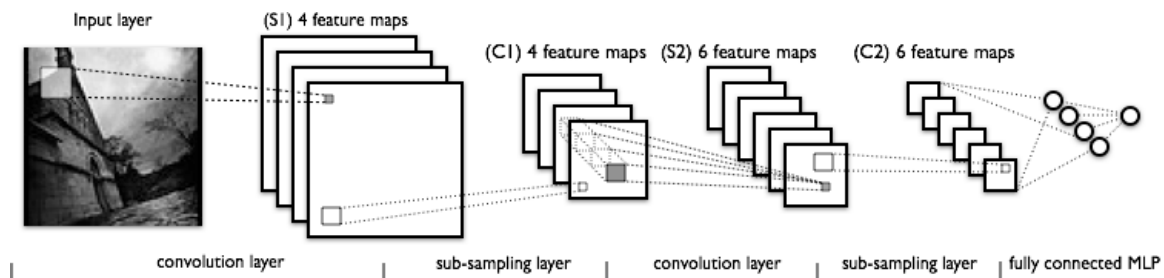 Input layer
(S1) 4 feature maps
(C1) 4 feature maps
(S2) 6 feature maps
(C2) 6 feature maps
convolution layer
sub-sampling layer
convolution layer
sub-sampling layer
fully connected MLP